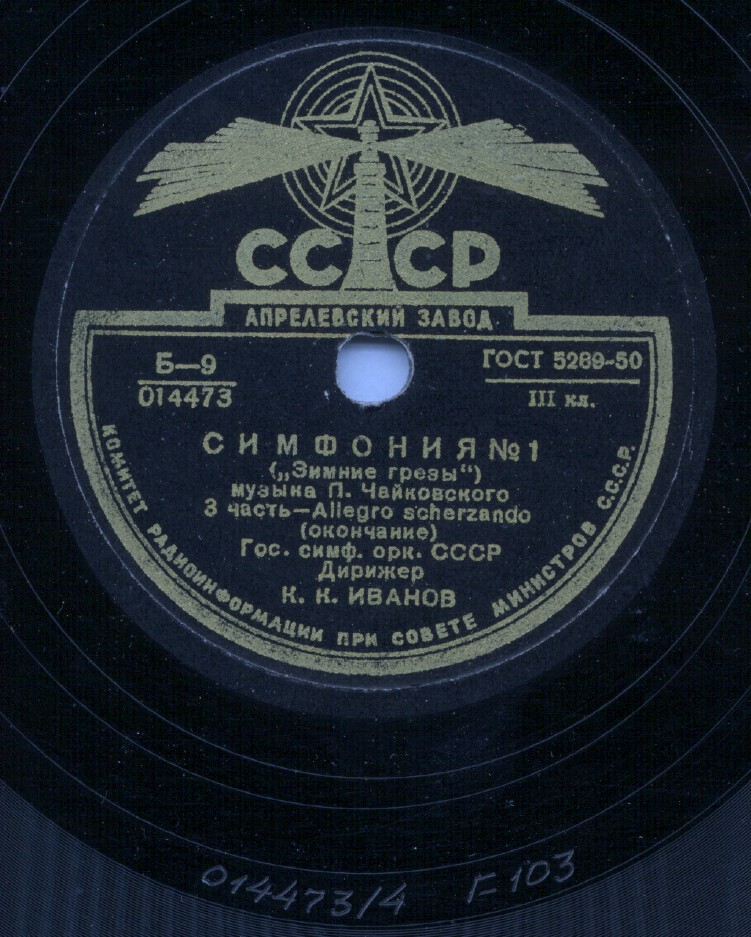 СССР
АПРЕЛЕВСКИЙ ЗАВОД
Б—9
014473
ГОСТ 5289-50
III кл.
СИМФОНИЯ №1
(„Зимние грезы“)
музыка П. Чайковского
3 часть—Allegro scherzando
(окончание)
Гос. симф. орк. СССР
Дирижер
К. К. ИВАНОВ
КОМИТЕТ РАДИОИНФОРМАЦИИ ПРИ СОВЕТЕ МИНИСТРОВ С.С.С.Р.
014473/4 Г-103